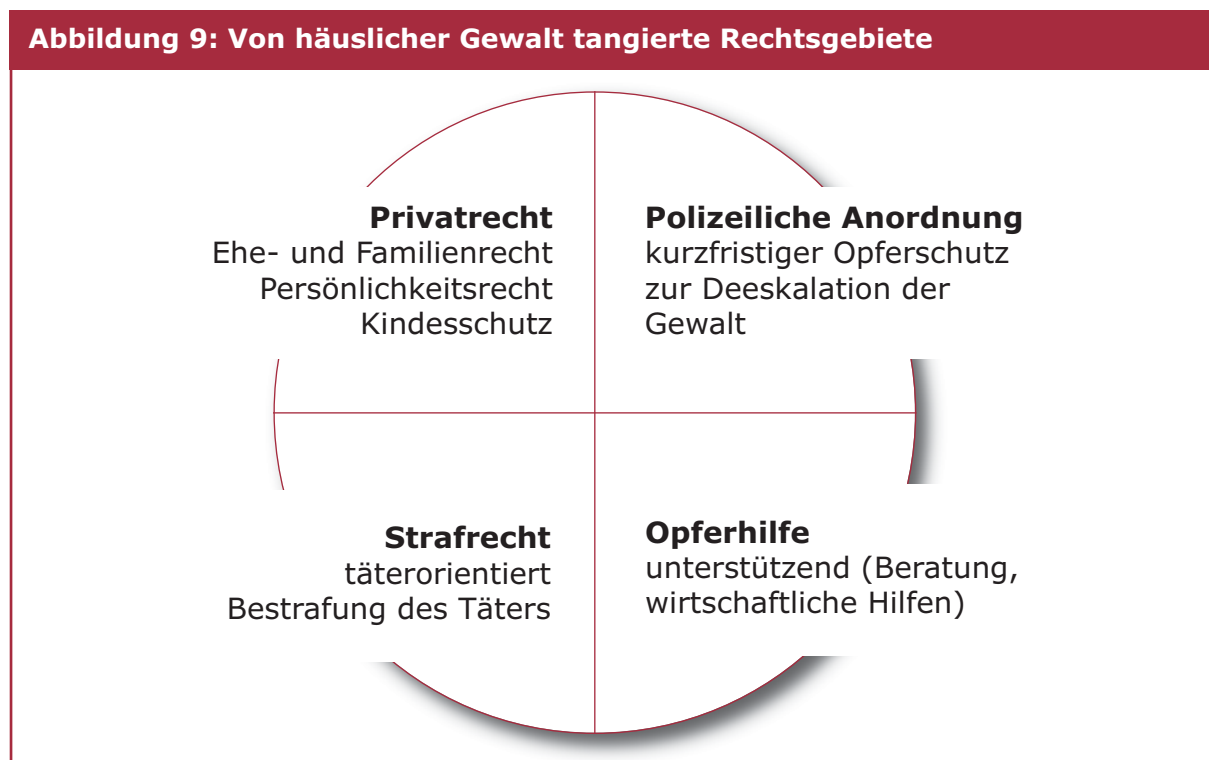 Abbildung 9: Von häuslicher Gewalt tangierte Rechtsgebiete
Privatrecht
Ehe- und Familienrecht
Persönlichkeitsrecht
Kindesschutz
Polizeiliche Anordnung
kurzfristiger Opferschutz
zur Deeskalation der
Gewalt
Strafrecht
täterorientiert
Bestrafung des Täters
Opferhilfe
unterstützend (Beratung,
wirtschaftliche Hilfen)